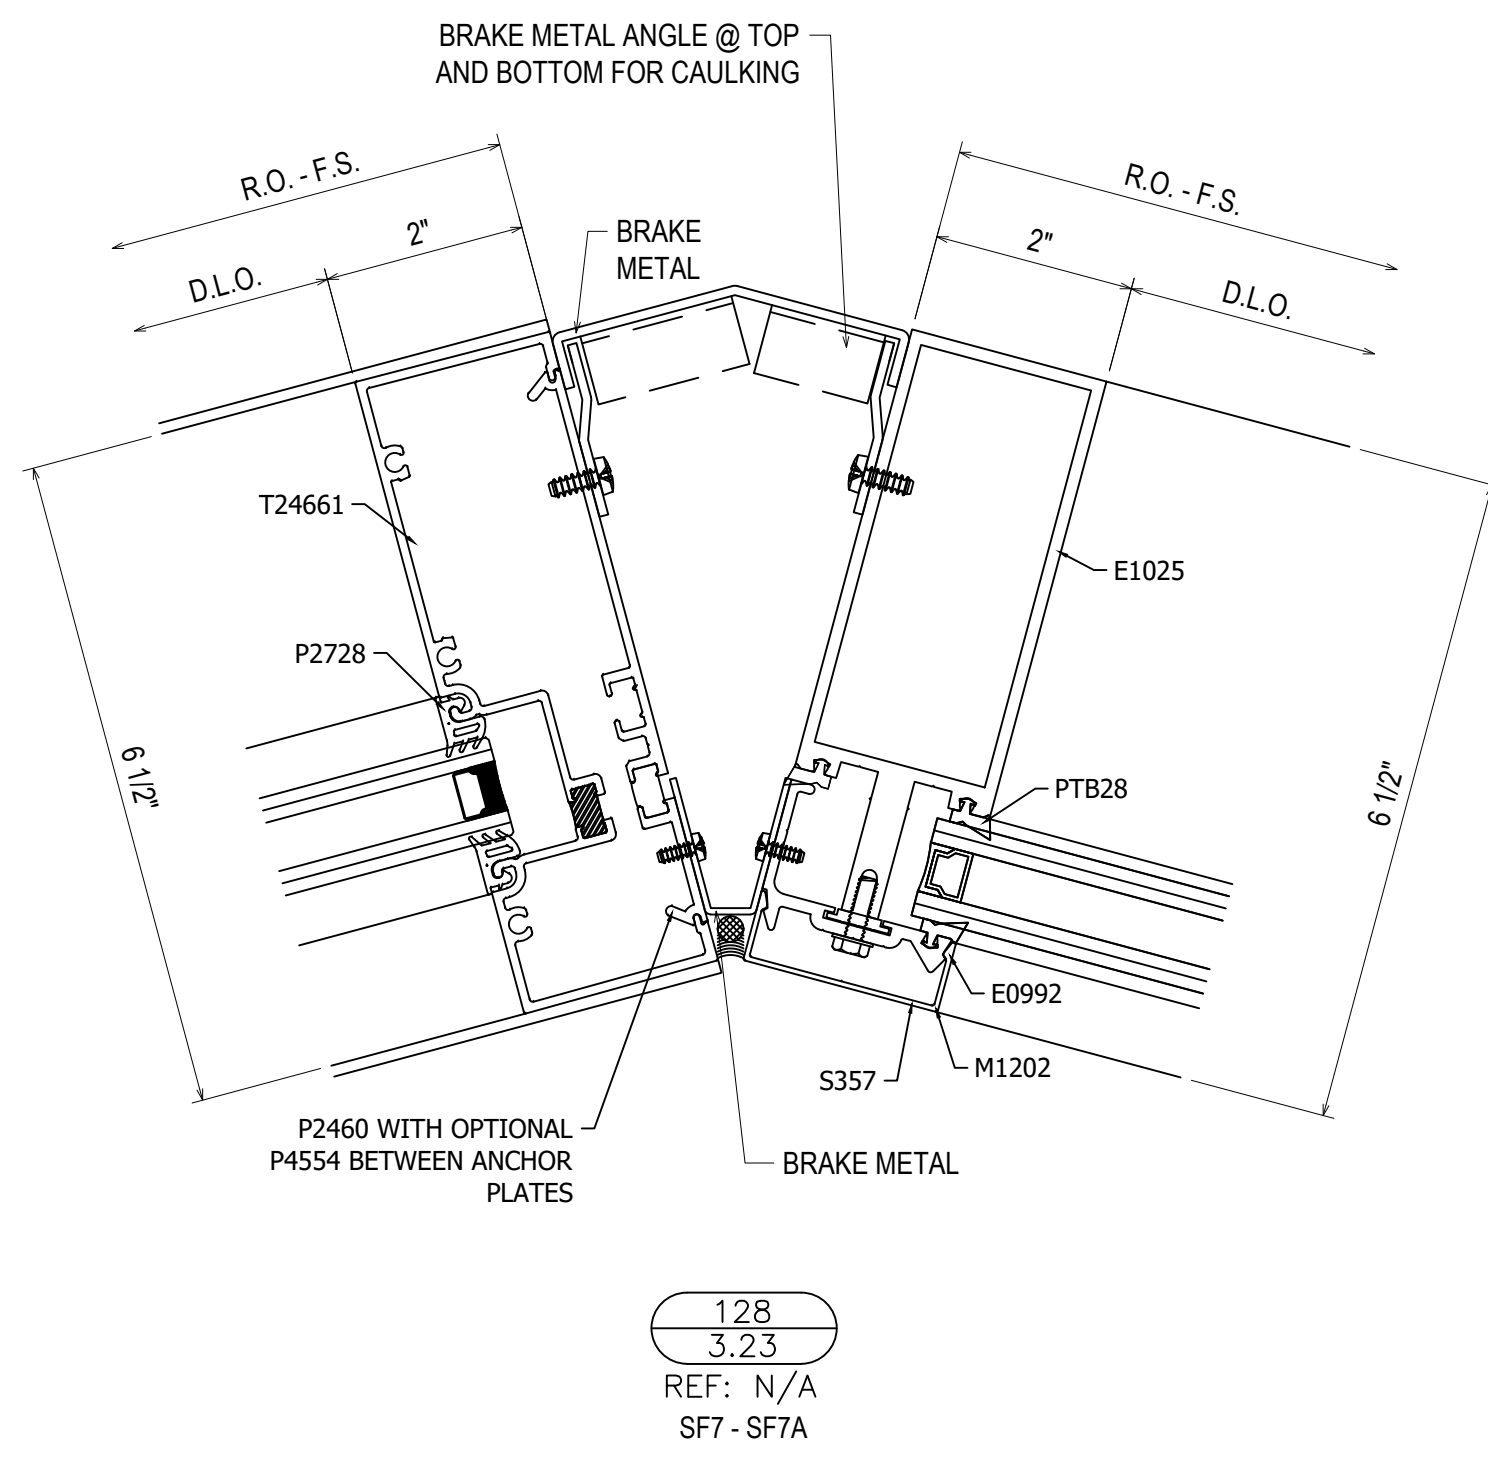 BRAKE METAL ANGLE @ TOP
AND BOTTOM FOR CAULKING
R.O. - F.S.
R.O. - F.S.
2"
BRAKE
METAL
2"
D.L.O.
D.L.O.
T24661
E1025
P2728
6 1/2"
PTB28
6 1/2"
E0992
S357
M1202
P2460 WITH OPTIONAL
P4554 BETWEEN ANCHOR
PLATES
BRAKE METAL
128
3.23
REF: N/A
SF7 - SF7A